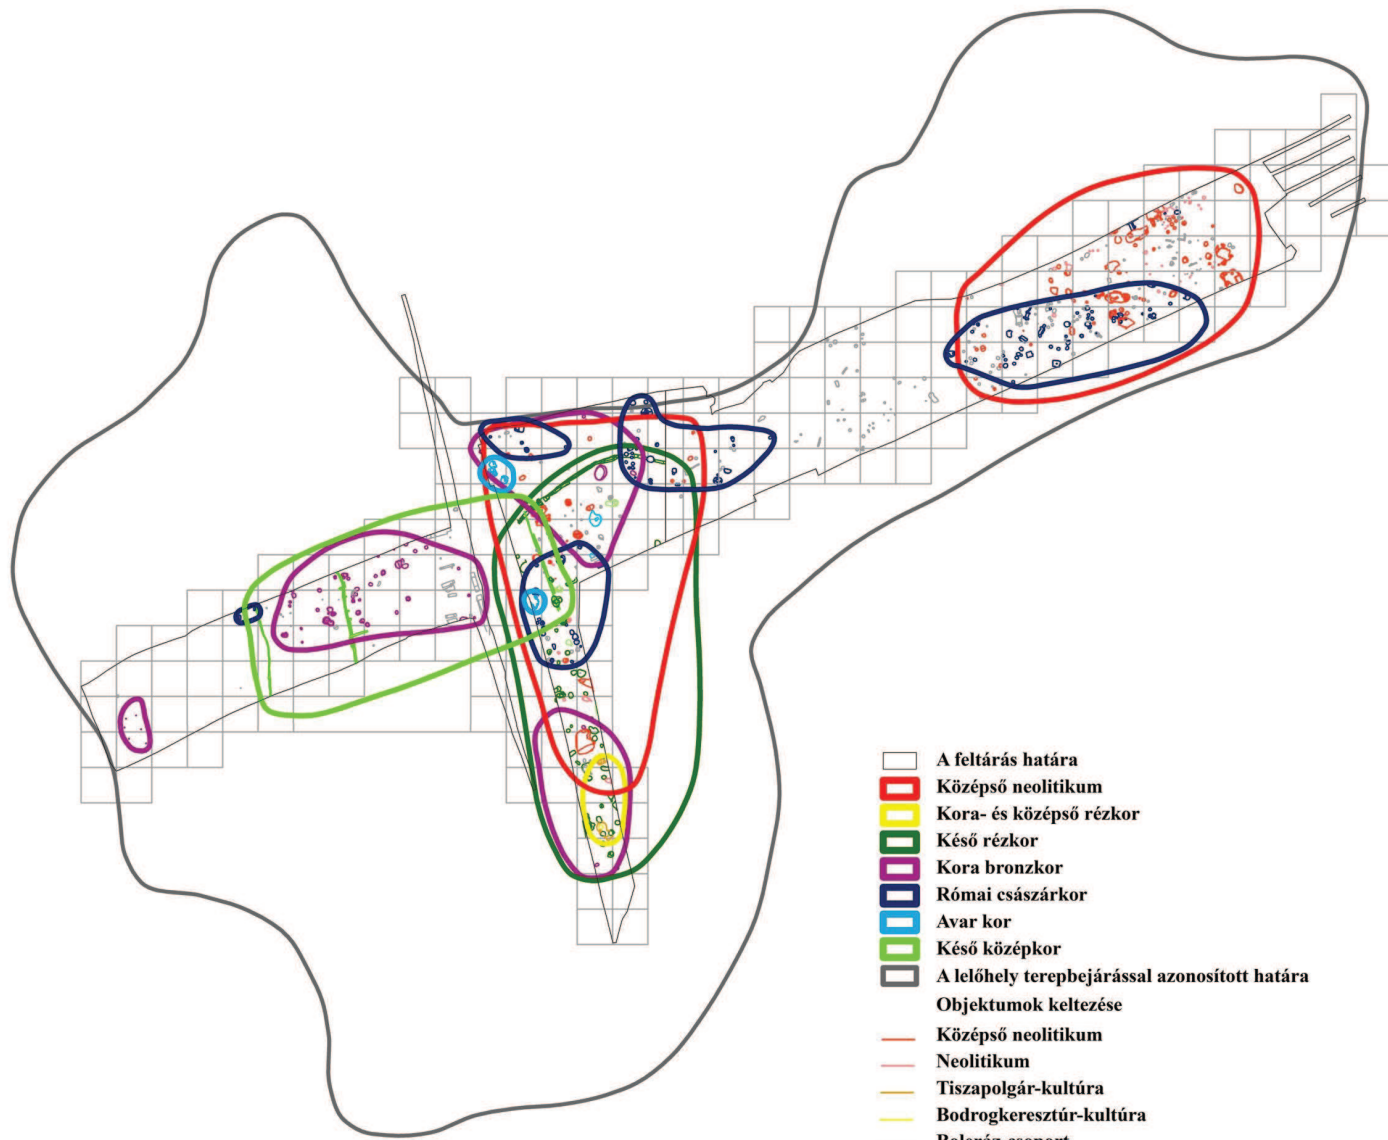 A feltárás határa
Középső neolitikum
Kora- és középső rézkor
Késő rézkor
Kora bronzkor
Római császárkor
Avar kor
Késő középkor
A lelőhely terepbejárással azonosított határa
Objektumok keltezése
Középső neolitikum
Neolitikum
Tiszapolgár-kultúra
Bodrogkeresztúr-kultúra